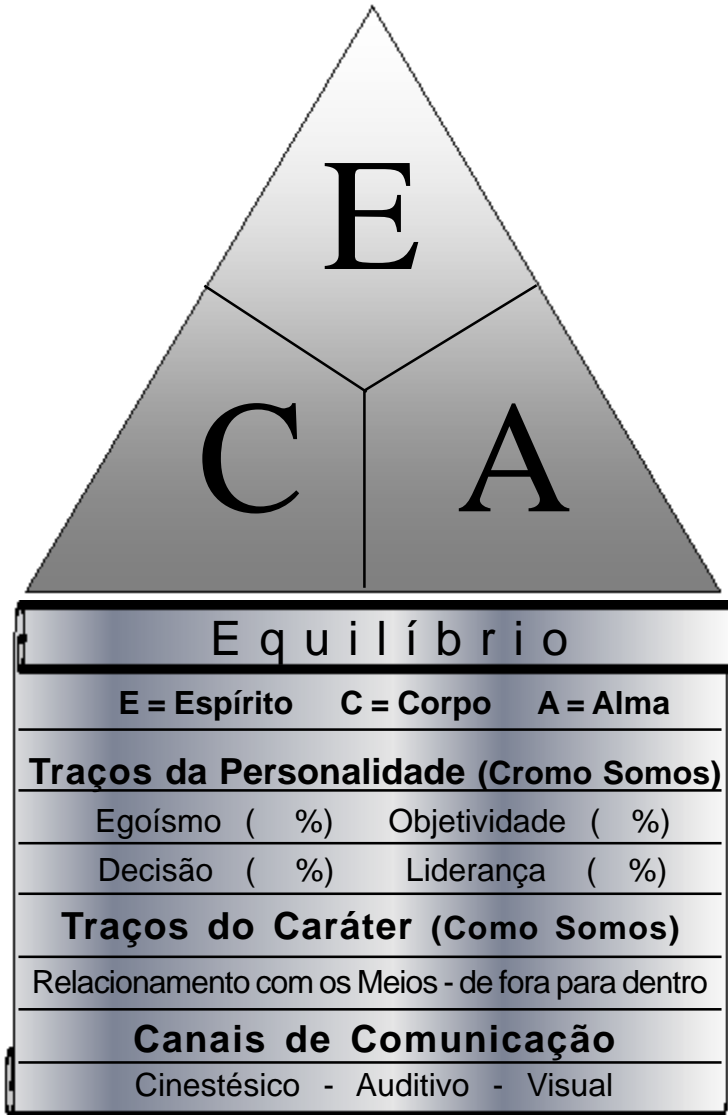 E
C A
Equilíbrio
E = Espírito C = Corpo A = Alma
Traços da Personalidade (Cromo Somos)
Egoísmo ( %) Objetividade ( %)
Decisão ( %) Liderança ( %)
Traços do Caráter (Como Somos)
Relacionamento com os Meios - de fora para dentro
Canais de Comunicação
Cinestésico - Auditivo - Visual